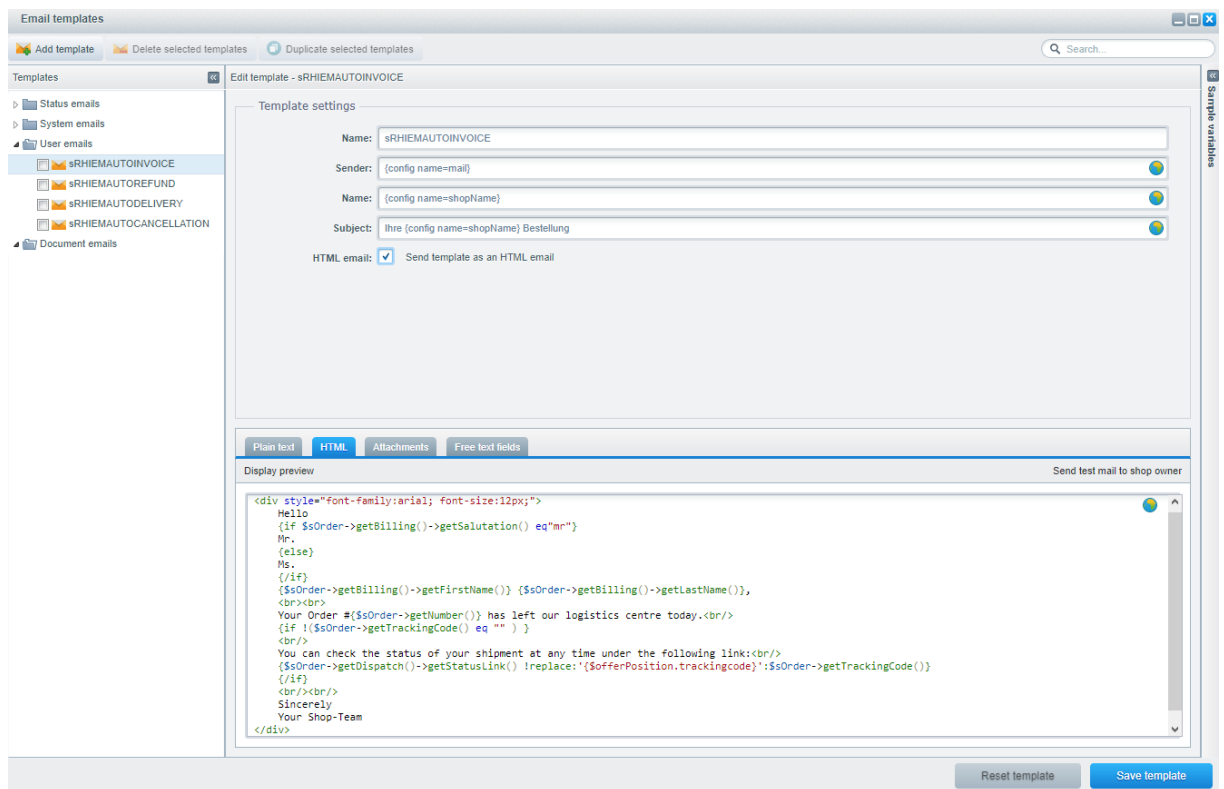 Email templates
Add template Delete selected templates Duplicate selected templates Search...
Templates
Edit template - sRHIEMAUTOINVOICE
Status emails
System emails
User emails
sRHIEMAUTOINVOICE
sRHIEMAUTOREFUND
sRHIEMAUTODELIVERY
sRHIEMAUTOCANCELLATION
Document emails
Template settings
Name: sRHIEMAUTOINVOICE
Sender: {config name=mail}
Name: {config name=shopName}
Subject: Ihre {config name=shopName} Bestellung
HTML email: Send template as an HTML email
Sample variables
Plain text HTML Attachments Free text fields
Display preview Send test mail to shop owner
<div style="font-family:arial; font-size:12px;">
Hello
{if $sOrder->getBilling()->getSalutation() eq"mr"}
Mr.
{else}
Ms.
{/if}
{$sOrder->getBilling()->getFirstName()} {$sOrder->getBilling()->getLastName()},
<br><br>
Your Order #{$sOrder->getNumber()} has left our logistics centre today.<br/>
{if !($sOrder->getTrackingCode() eq "" ) }
<br/>
You can check the status of your shipment at any time under the following link:<br/>
{$sOrder->getDispatch()->getStatusLink() !replace:'{$offerPosition.trackingcode}':$sOrder->getTrackingCode()}
{/if}
<br/><br/>
Sincerely
Your Shop-Team
</div>
Reset template Save template